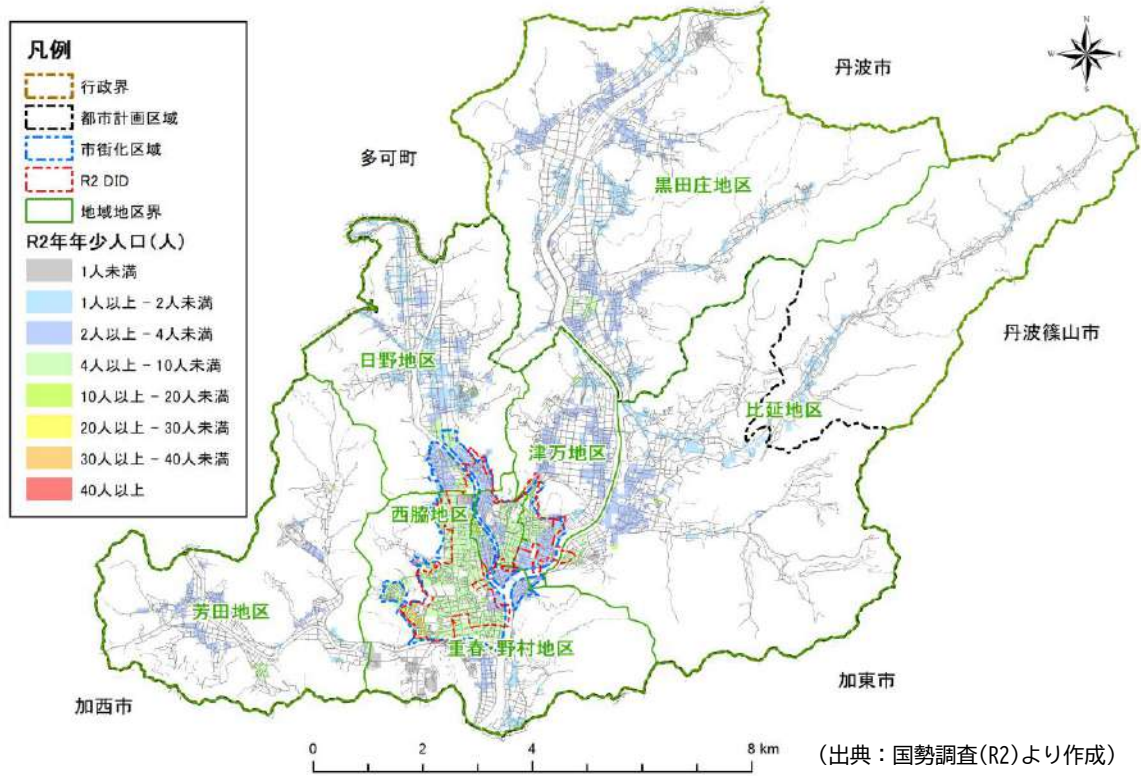 凡例
行政界
都市計画区域
市街化区域
R2 DID
地域地区界
R2年年少人口(人)
1人未満
1人以上 - 2人未満
2人以上 - 4人未満
4人以上 - 10人未満
10人以上 - 20人未満
20人以上 - 30人未満
30人以上 - 40人未満
40人以上
N
W
E
S
丹波市
多可町
黒田庄地区
丹波篠山市
日野地区
比延地区
津万地区
西脇地区
芳田地区
重春・野村地区
加西市
加東市
0 2 4 8 km
(出典：国勢調査(R2)より作成)